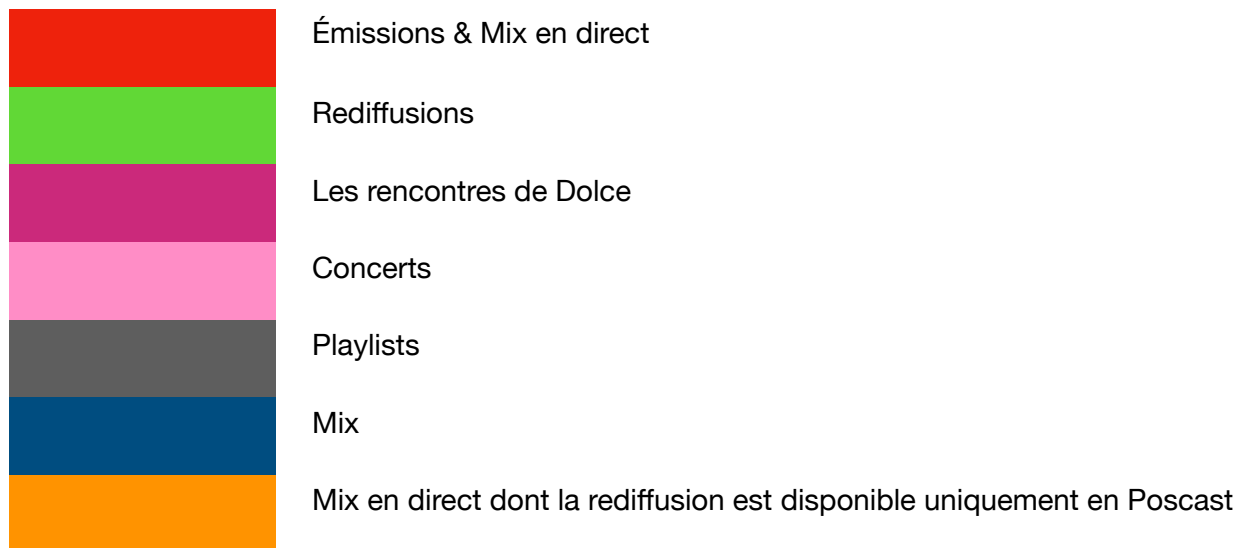 Émissions & Mix en direct
Rediffusions
Les rencontres de Dolce
Concerts
Playlists
Mix
Mix en direct dont la rediffusion est disponible uniquement en Poscast